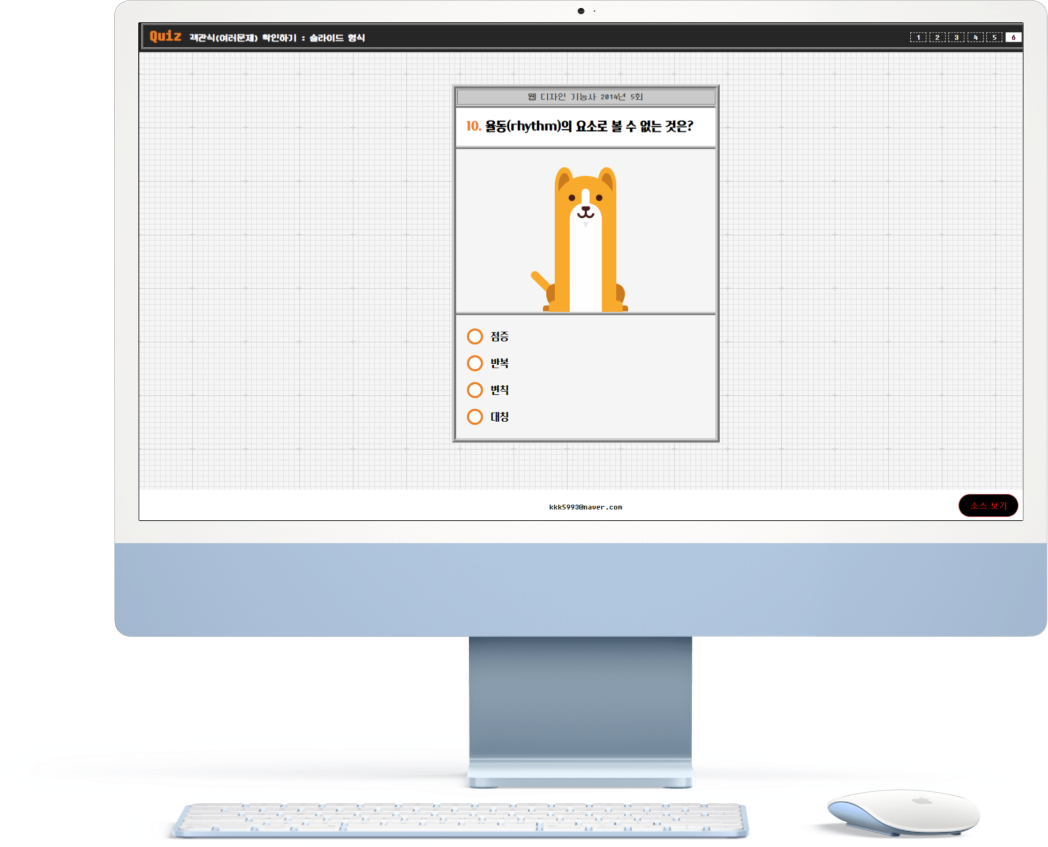 Quiz 객관식(여러문제) 확인하기 : 슬라이드 형식
1 2 3 4 5 6
웹 디자인 기능사 2014년 5회
10. 율동(rhythm)의 요소로 볼 수 없는 것은?
점증
반복
변칙
대칭
kkk5993@naver.com
소스 보기